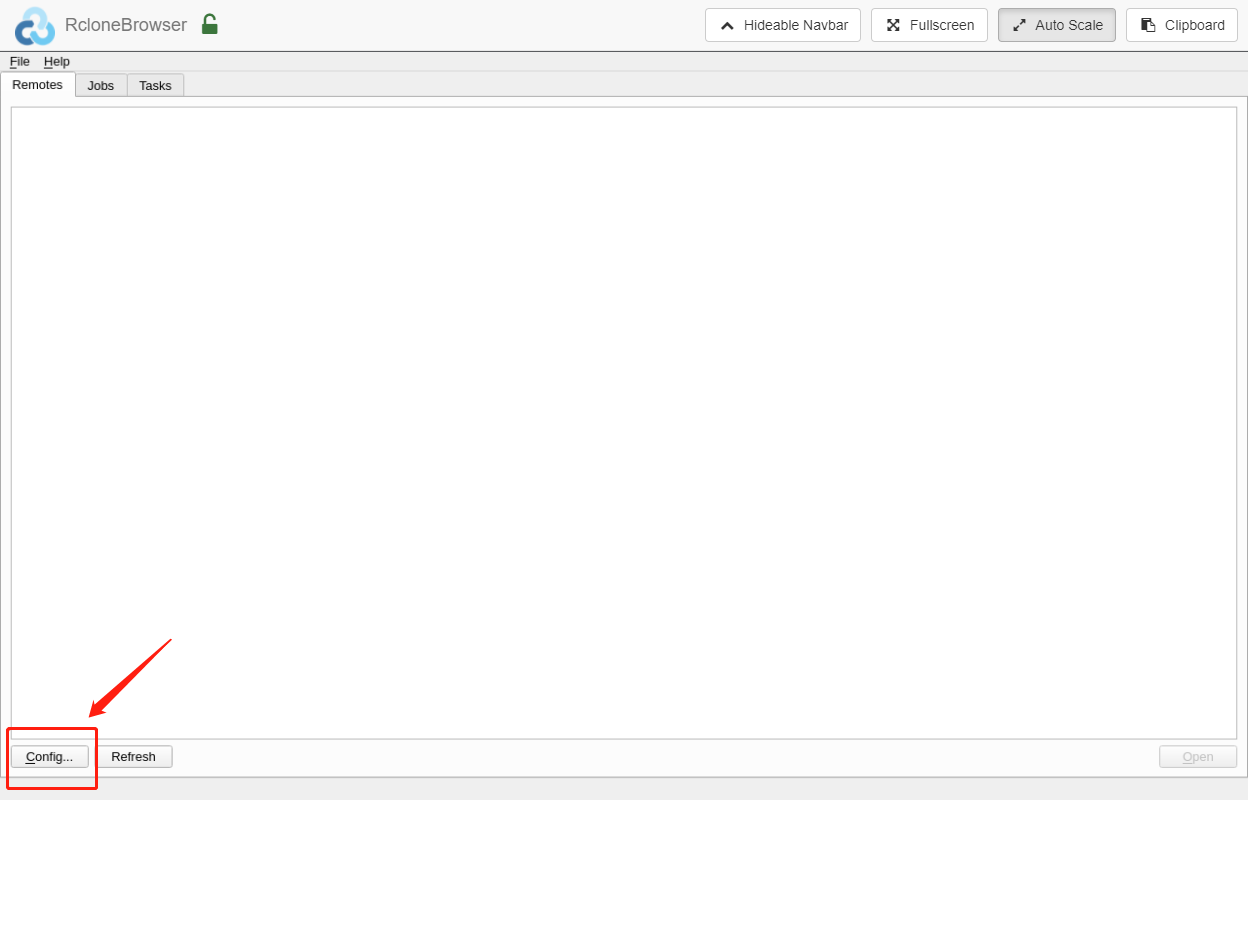 RcloneBrowser Hideable Navbar Fullscreen Auto Scale Clipboard
File Help
Remotes Jobs Tasks
Config... Refresh Open